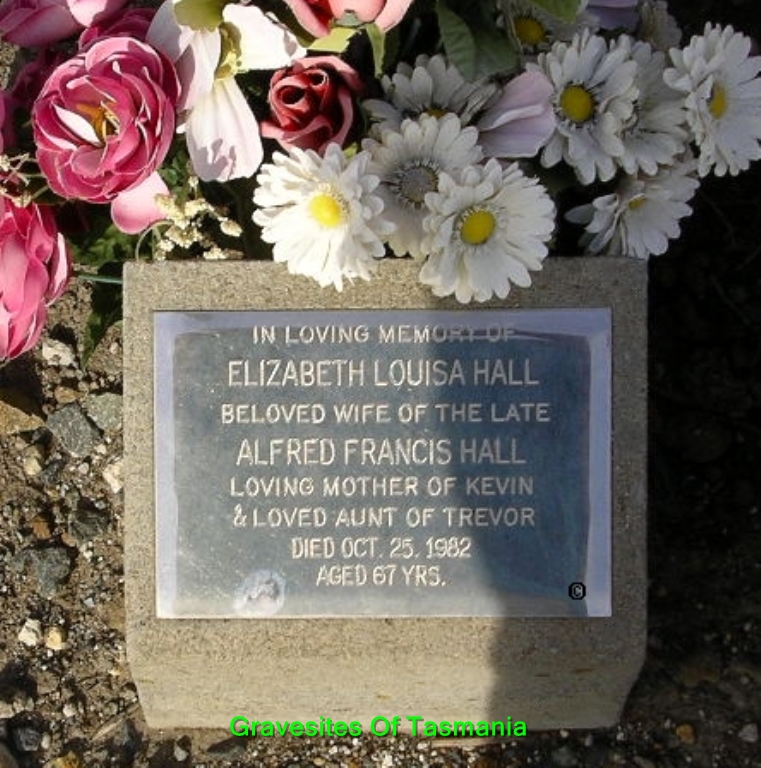 IN LOVING MEMORY OF
ELIZABETH LOUISA HALL
BELOVED WIFE OF THE LATE
ALFRED FRANCIS HALL
LOVING MOTHER OF KEVIN
& LOVED AUNT OF TREVOR
DIED OCT. 25. 1982
AGED 67 YRS.
©
Gravesites Of Tasmania